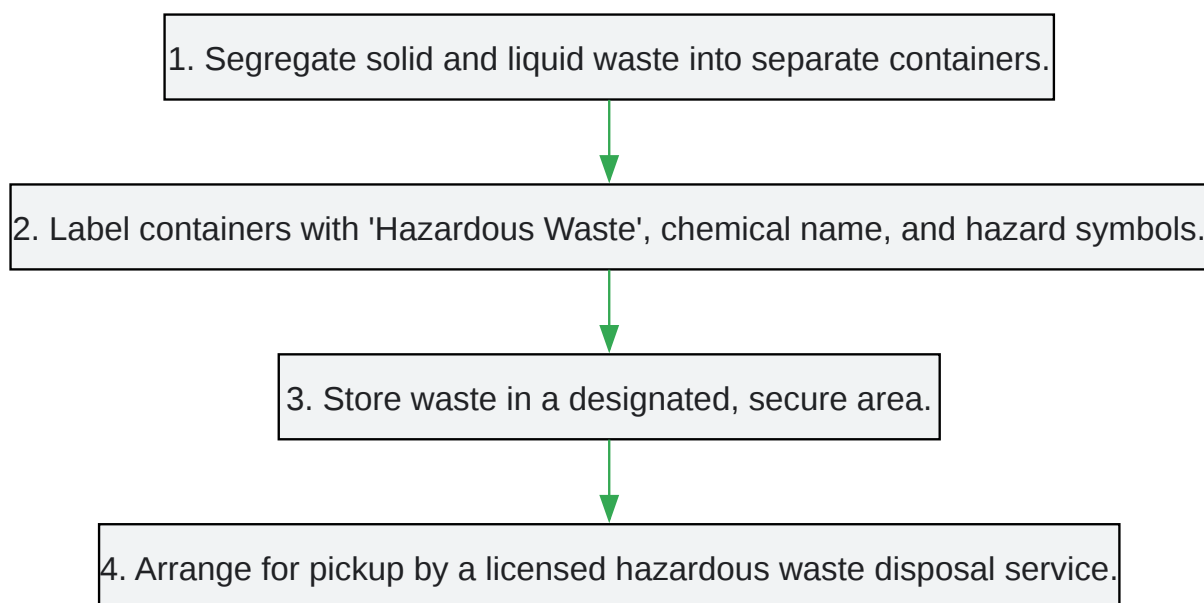 1. Segregate solid and liquid waste into separate containers.
2. Label containers with 'Hazardous Waste', chemical name, and hazard symbols.
3. Store waste in a designated, secure area.
4. Arrange for pickup by a licensed hazardous waste disposal service.